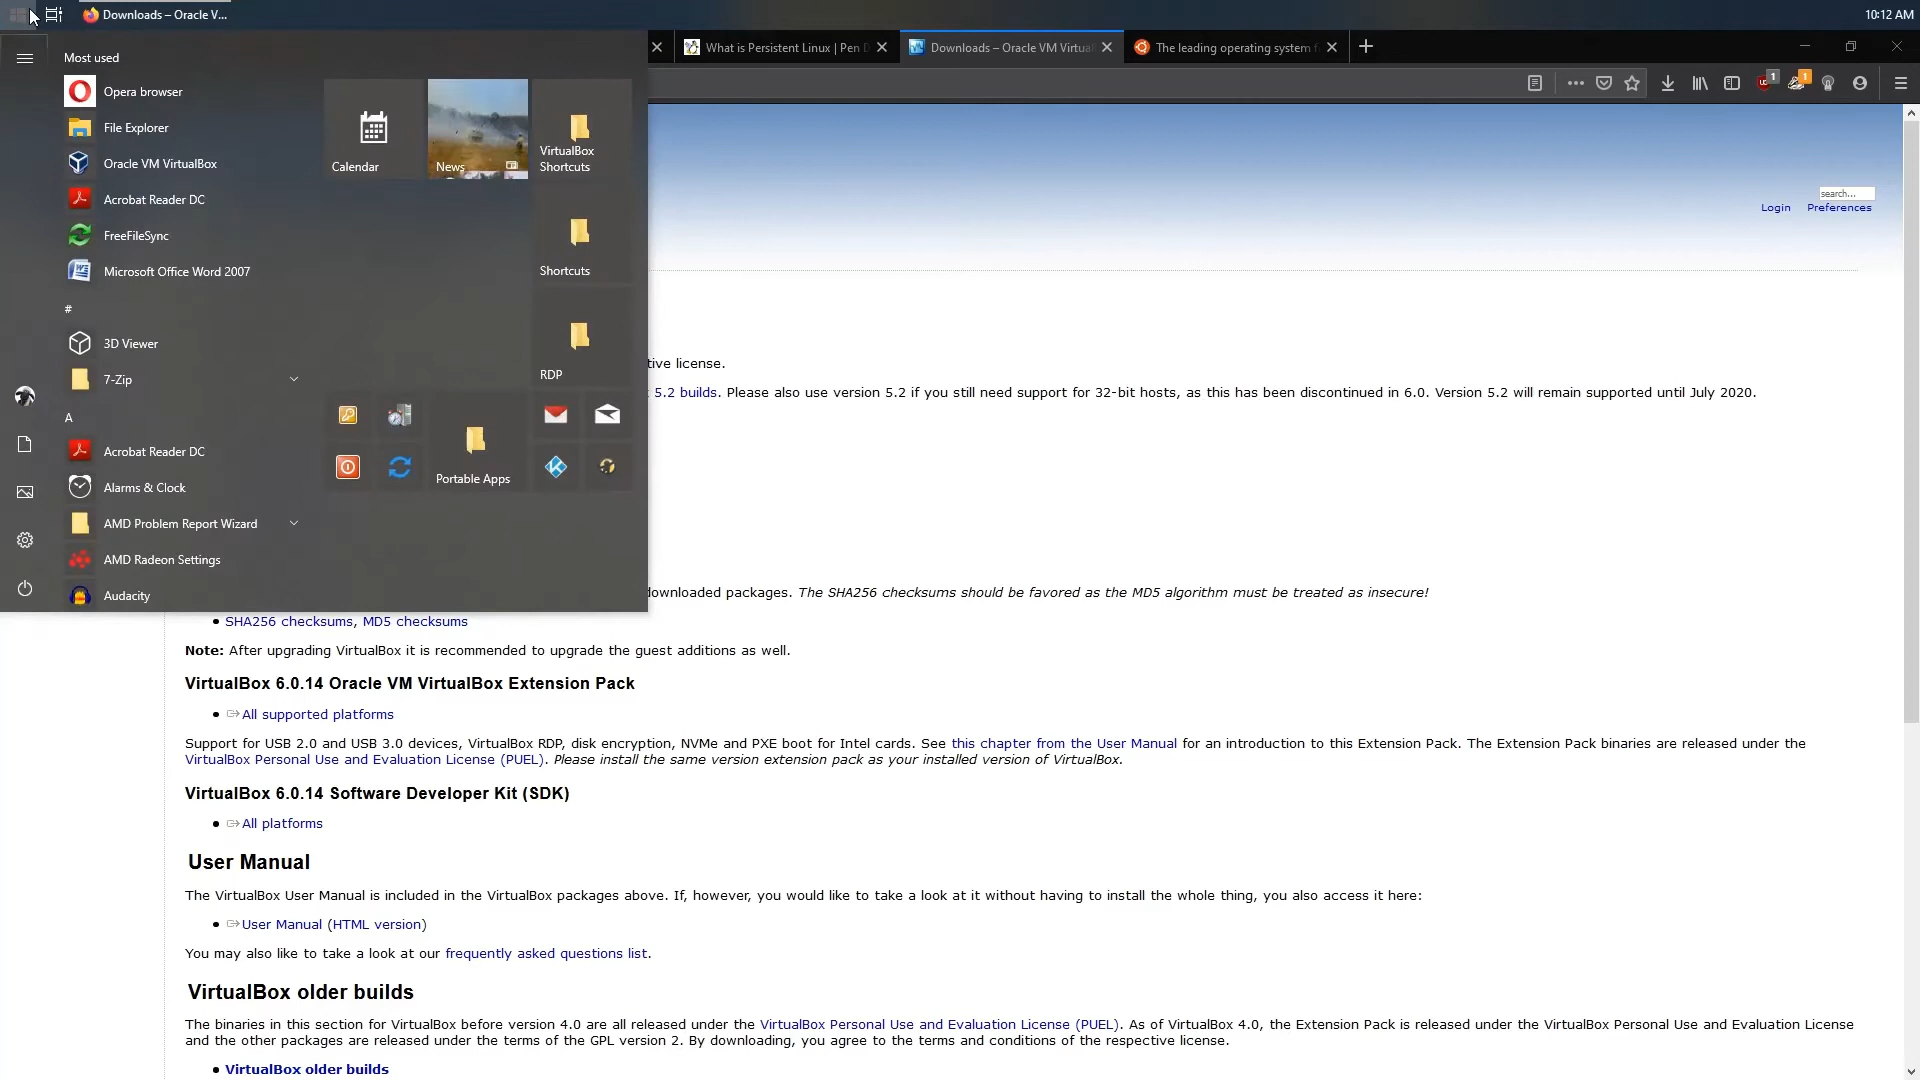 Downloads – Oracle V...
10:12 AM
What is Persistent Linux | Pen D
Downloads – Oracle VM Virtua
The leading operating system f
1
1
Most used
Opera browser
File Explorer
Oracle VM VirtualBox
Acrobat Reader DC
FreeFileSync
Microsoft Office Word 2007
#
3D Viewer
7-Zip
A
Acrobat Reader DC
Alarms & Clock
AMD Problem Report Wizard
AMD Radeon Settings
Audacity
Calendar
News
VirtualBox
Shortcuts
Shortcuts
RDP
Portable Apps
search...
Login Preferences
tive license.
5.2 builds. Please also use version 5.2 if you still need support for 32-bit hosts, as this has been discontinued in 6.0. Version 5.2 will remain supported until July 2020.
ownloaded packages. The SHA256 checksums should be favored as the MD5 algorithm must be treated as insecure!
• SHA256 checksums, MD5 checksums
Note: After upgrading VirtualBox it is recommended to upgrade the guest additions as well.
VirtualBox 6.0.14 Oracle VM VirtualBox Extension Pack
• All supported platforms
Support for USB 2.0 and USB 3.0 devices, VirtualBox RDP, disk encryption, NVMe and PXE boot for Intel cards. See this chapter from the User Manual for an introduction to this Extension Pack. The Extension Pack binaries are released under the
VirtualBox Personal Use and Evaluation License (PUEL). Please install the same version extension pack as your installed version of VirtualBox.
VirtualBox 6.0.14 Software Developer Kit (SDK)
• All platforms
User Manual
The VirtualBox User Manual is included in the VirtualBox packages above. If, however, you would like to take a look at it without having to install the whole thing, you also access it here:
• User Manual (HTML version)
You may also like to take a look at our frequently asked questions list.
VirtualBox older builds
The binaries in this section for VirtualBox before version 4.0 are all released under the VirtualBox Personal Use and Evaluation License (PUEL). As of VirtualBox 4.0, the Extension Pack is released under the VirtualBox Personal Use and Evaluation License
and the other packages are released under the terms of the GPL version 2. By downloading, you agree to the terms and conditions of the respective license.
• VirtualBox older builds